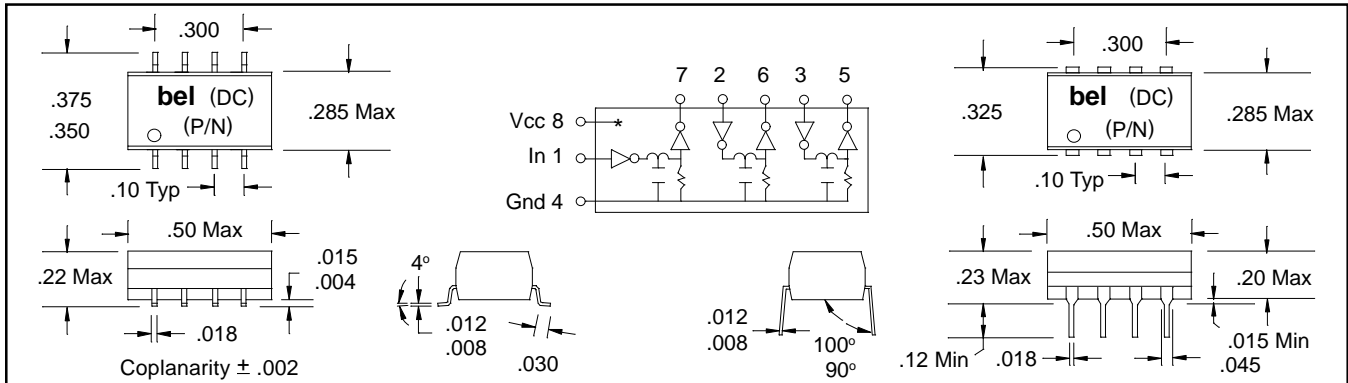 .300
.375
.350
bel (DC)
(P/N)
.285 Max
.10 Typ
.50 Max
.22 Max
.015
.004
.018
Coplanarity ± .002
7 2 6 3 5
Vcc 8 *
In 1
Gnd 4
4°
.012
.008
.030
.012
.008
100°
90°
.300
.325
bel (DC)
(P/N)
.285 Max
.10 Typ
.50 Max
.23 Max
.20 Max
.12 Min
.018
.015 Min
.045